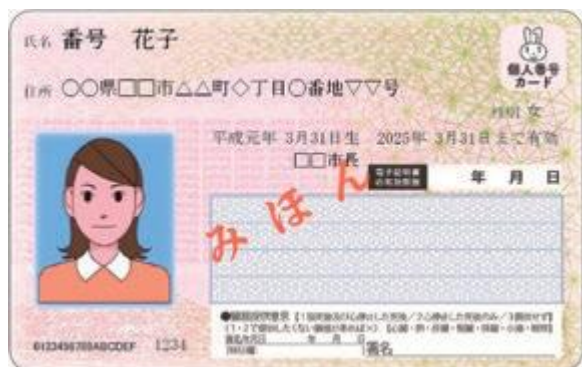 氏名 番号 花子
個人番号
カード
住所 ○○県□□市△△町◇丁目○番地▽▽号
性別 女
平成元年 3月31日生 2025年 3月31日まで有効
□□市長
電子証明書
の有効期限
年 月 日
みほん
1234
年 月 日
署名